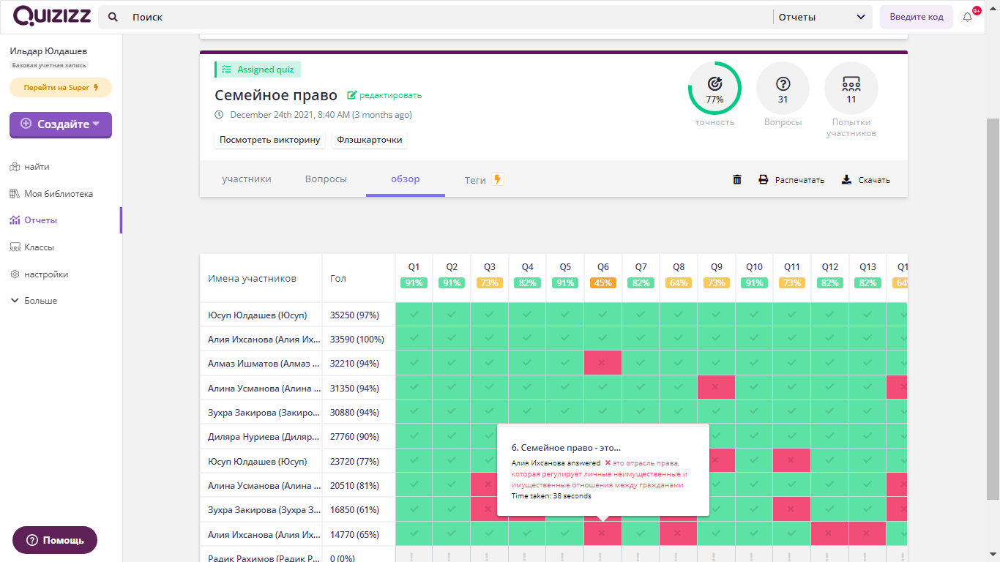 QUIZIZZ
Поиск
Отчеты
Введите код
9+
Ильдар Юлдашев
Базовая учетная запись
Перейти на Super
Создайте
найти
Моя библиотека
Отчеты
Классы
настройки
Больше
Помощь
Assigned quiz
Семейное право
редактировать
December 24th 2021, 8:40 AM (3 months ago)
Посмотреть викторину
Флэшкарточки
77%
точность
31
Вопросы
11
Попытки
участников
участники
Вопросы
обзор
Теги
Распечатать
Скачать
Имена участников
Гол
Q1 Q2 Q3 Q4 Q5 Q6 Q7 Q8 Q9 Q10 Q11 Q12 Q13 Q1
91% 91% 73% 82% 91% 45% 82% 64% 73% 91% 73% 82% 82% 64%
Юсуп Юлдашев (Юсуп) 35250 (97%)
Алия Ихсанова (Алия Их... 33590 (100%)
Алмаз Ишматов (Алмаз ... 32210 (94%)
Алина Усманова (Алина ... 31350 (94%)
Зухра Закирова (Закиро... 30880 (94%)
Диляра Нуриева (Диляр... 27760 (90%)
Юсуп Юлдашев (Юсуп) 23720 (77%)
Алина Усманова (Алина ... 20510 (81%)
Зухра Закирова (Зухра З... 16850 (61%)
Алия Ихсанова (Алия Их... 14770 (65%)
Радик Рахимов (Радик Р... 0 (0%)
6. Семейное право - это...
Алия Ихсанова answered это отрасль права,
которая регулирует личные неимущественные и
имущественные отношения между гражданами
Time taken: 38 seconds